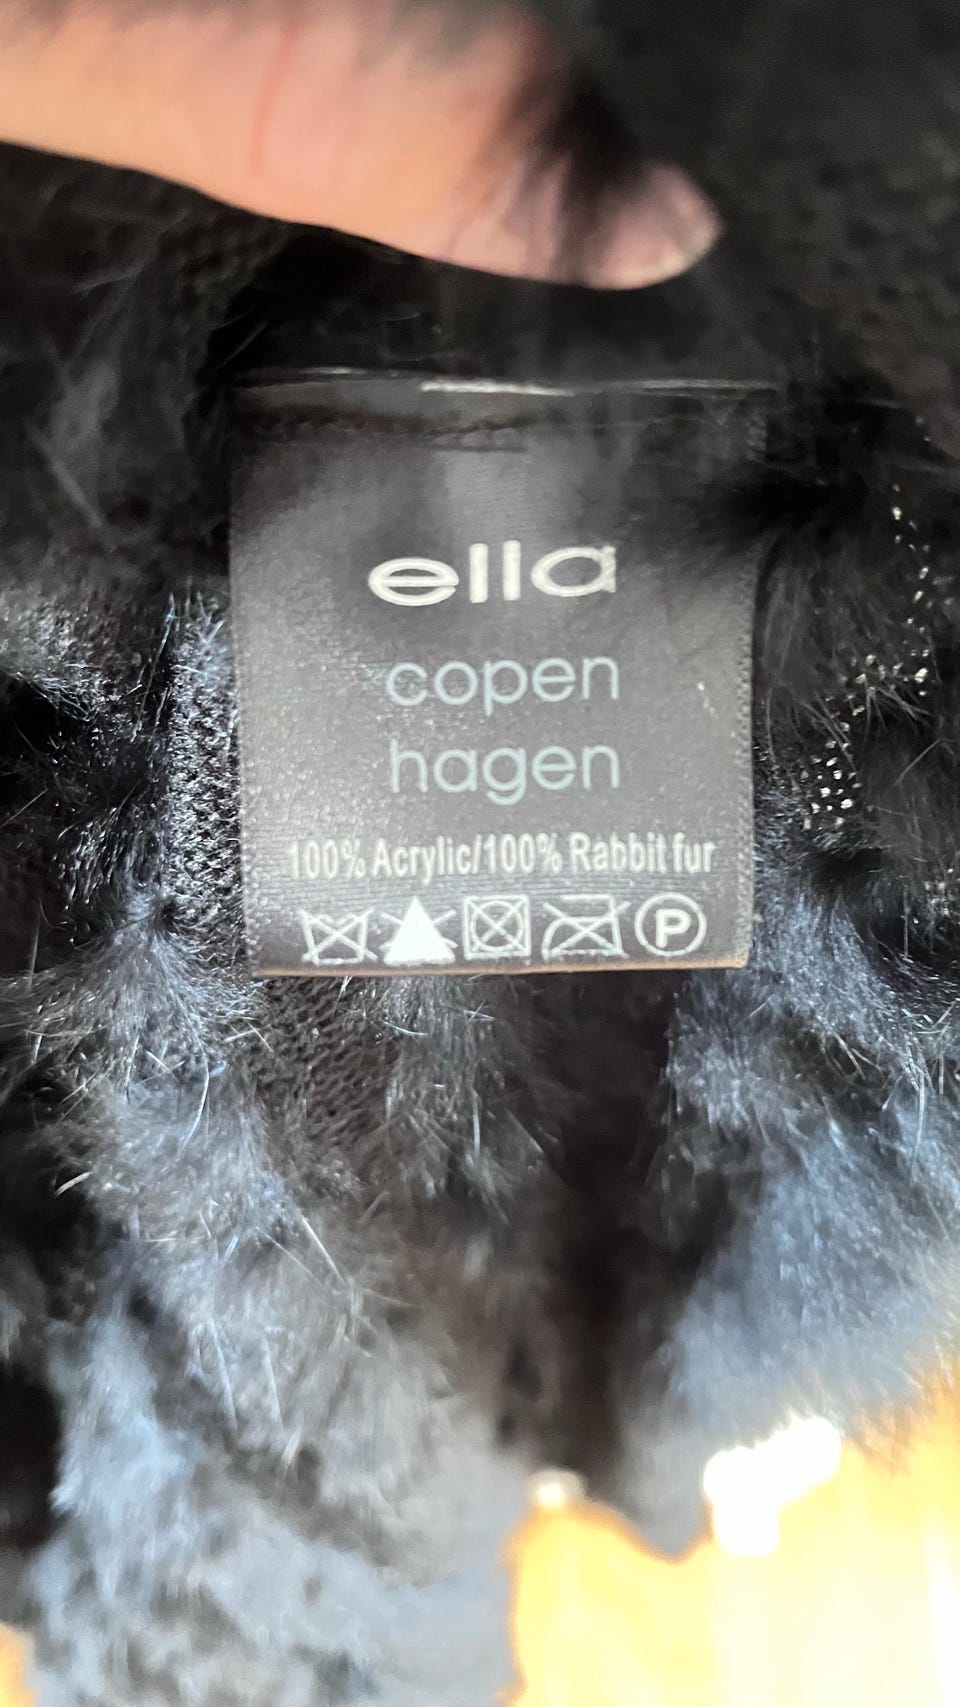 ella
copen
hagen
100% Acrylic/100% Rabbit fur
P